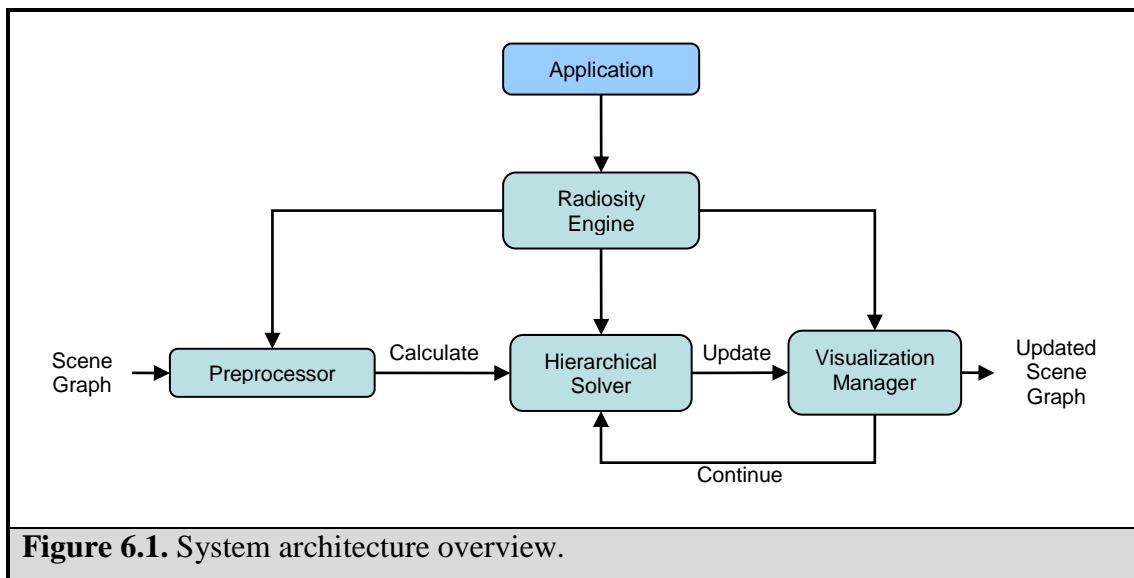 Application
Radiosity
Engine
Scene
Graph
Preprocessor
Calculate
Hierarchical
Solver
Update
Visualization
Manager
Updated
Scene
Graph
Continue
Figure 6.1. System architecture overview.